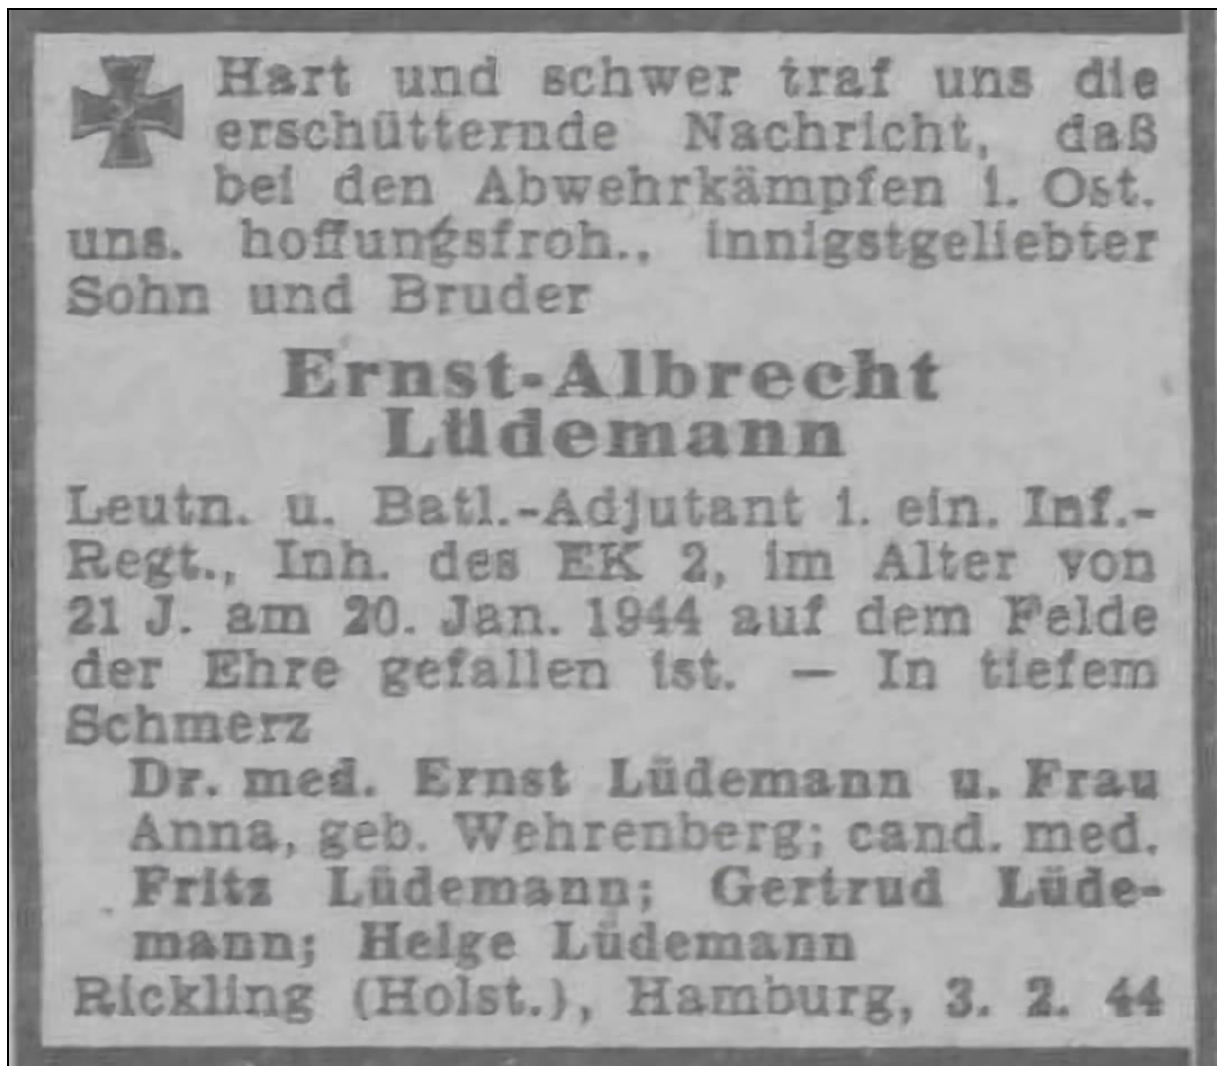 Hart und schwer traf uns die
erschütternde Nachricht, daß
bei den Abwehrkämpfen i. Ost.
uns. hoffungsfroh., innigstgeliebter
Sohn und Bruder
Ernst-Albrecht
Lüdemann
Leutn. u. Batl.-Adjutant i. ein. Inf.-
Regt., Inh. des EK 2, im Alter von
21 J. am 20. Jan. 1944 auf dem Felde
der Ehre gefallen ist. — In tiefem
Schmerz
Dr. med. Ernst Lüdemann u. Frau
Anna, geb. Wehrenberg; cand. med.
Fritz Lüdemann; Gertrud Lüde-
mann; Helge Lüdemann
Rickling (Holst.), Hamburg, 3. 2. 44